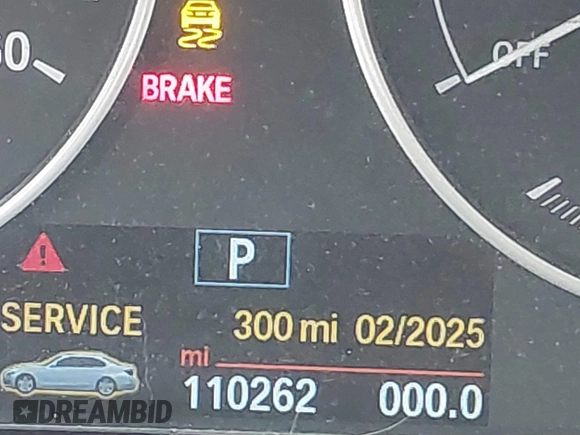 60
OFF
BRAKE
P
SERVICE 300 mi 02/2025
mi
110262 000.0
DREAMBID